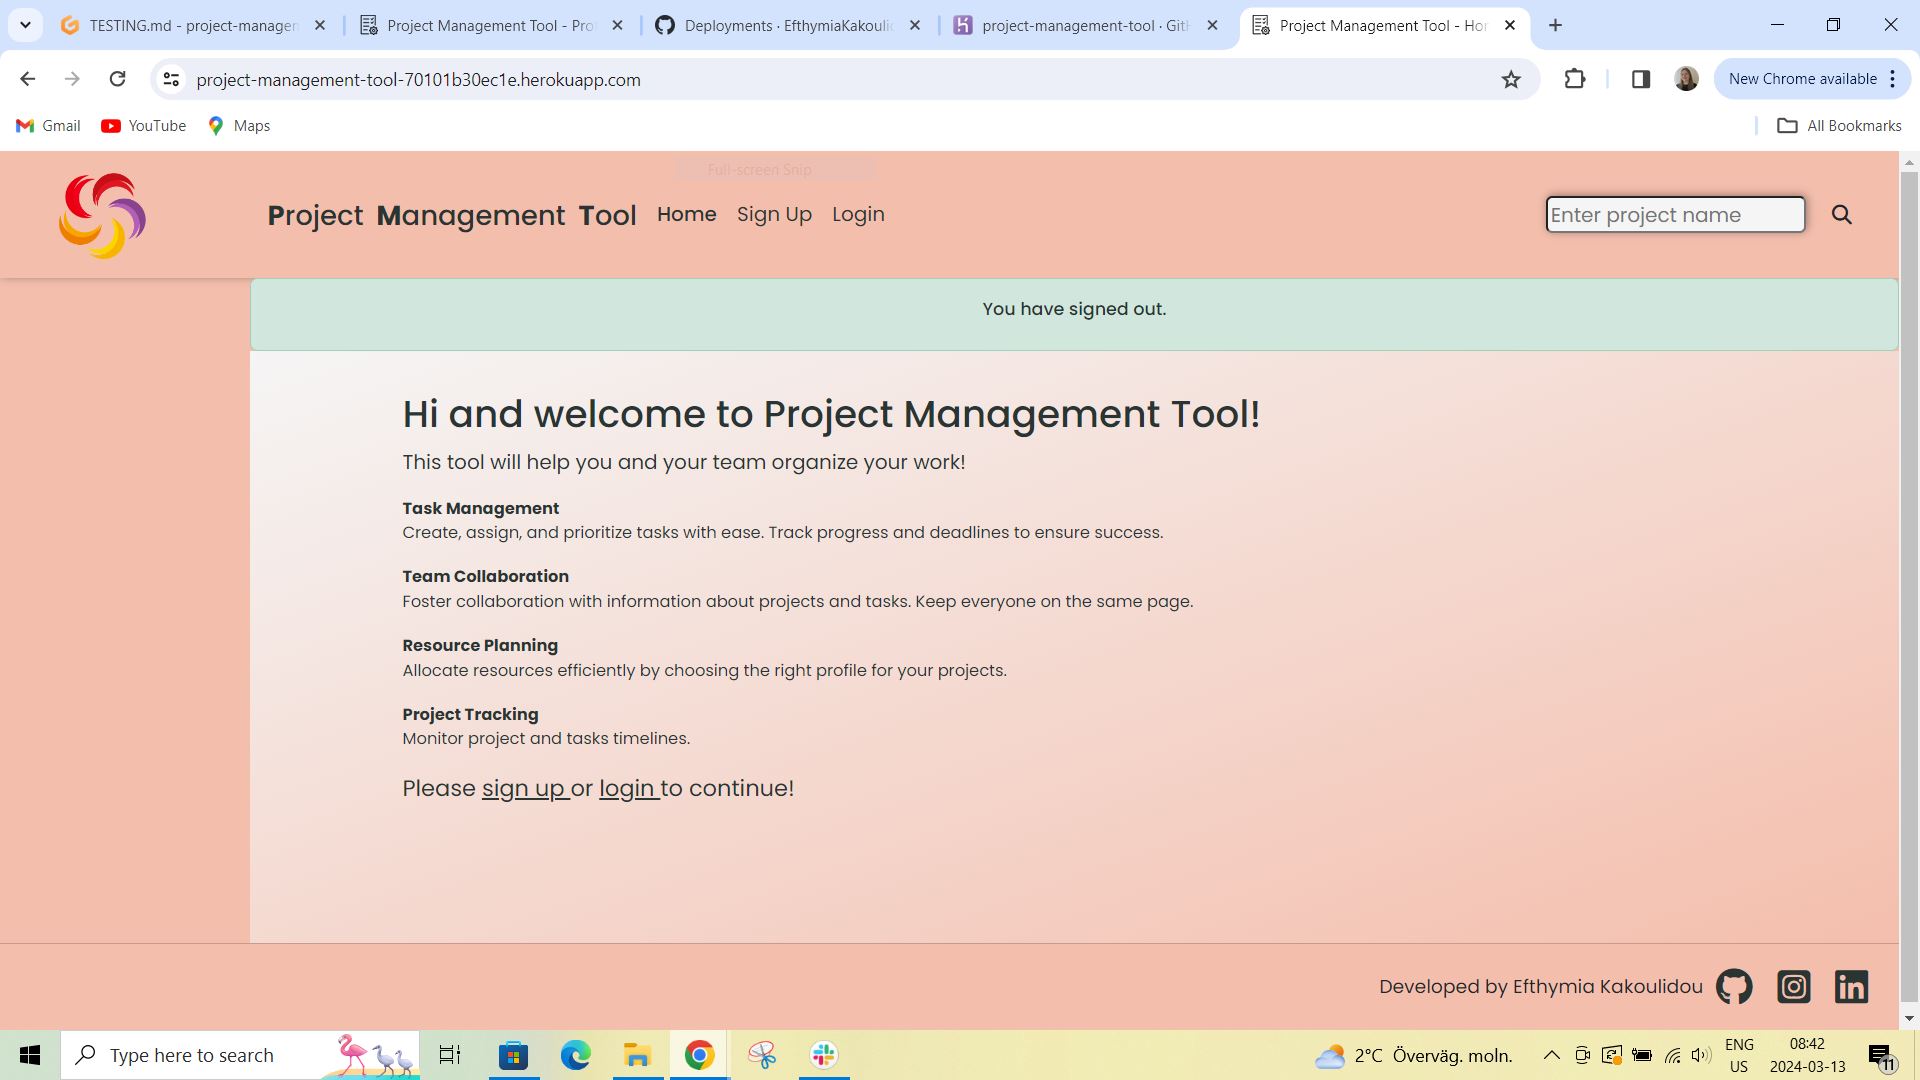 TESTING.md - project-managem
Project Management Tool - Pro
Deployments · EfthymiaKakouli
project-management-tool · Git
Project Management Tool - Ho
project-management-tool-70101b30ec1e.herokuapp.com
New Chrome available
Gmail
YouTube
Maps
All Bookmarks
Full-screen Snip
Project Management Tool
Home
Sign Up
Login
Enter project name
You have signed out.
Hi and welcome to Project Management Tool!
This tool will help you and your team organize your work!
Task Management
Create, assign, and prioritize tasks with ease. Track progress and deadlines to ensure success.
Team Collaboration
Foster collaboration with information about projects and tasks. Keep everyone on the same page.
Resource Planning
Allocate resources efficiently by choosing the right profile for your projects.
Project Tracking
Monitor project and tasks timelines.
Please sign up or login to continue!
Developed by Efthymia Kakoulidou
Type here to search
2°C Överväg. moln.
ENG
US
08:42
2024-03-13
11